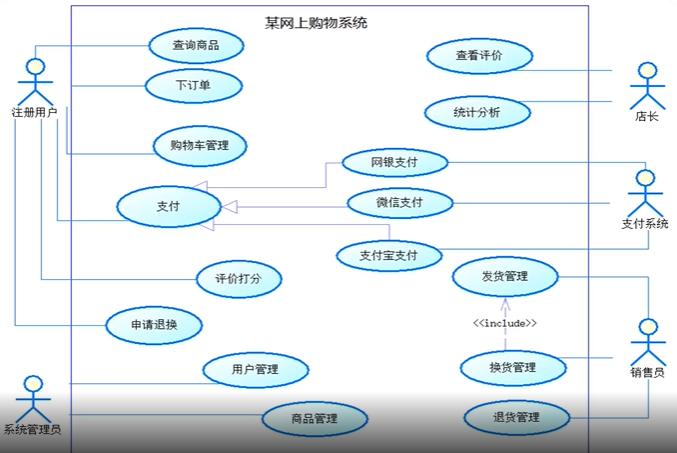 某网上购物系统
查询商品
查看评价
下订单
统计分析
注册用户
店长
购物车管理
网银支付
支付
微信支付
支付系统
支付宝支付
评价打分
发货管理
申请退换
<<include>>
用户管理
换货管理
销售员
商品管理
退货管理
系统管理员